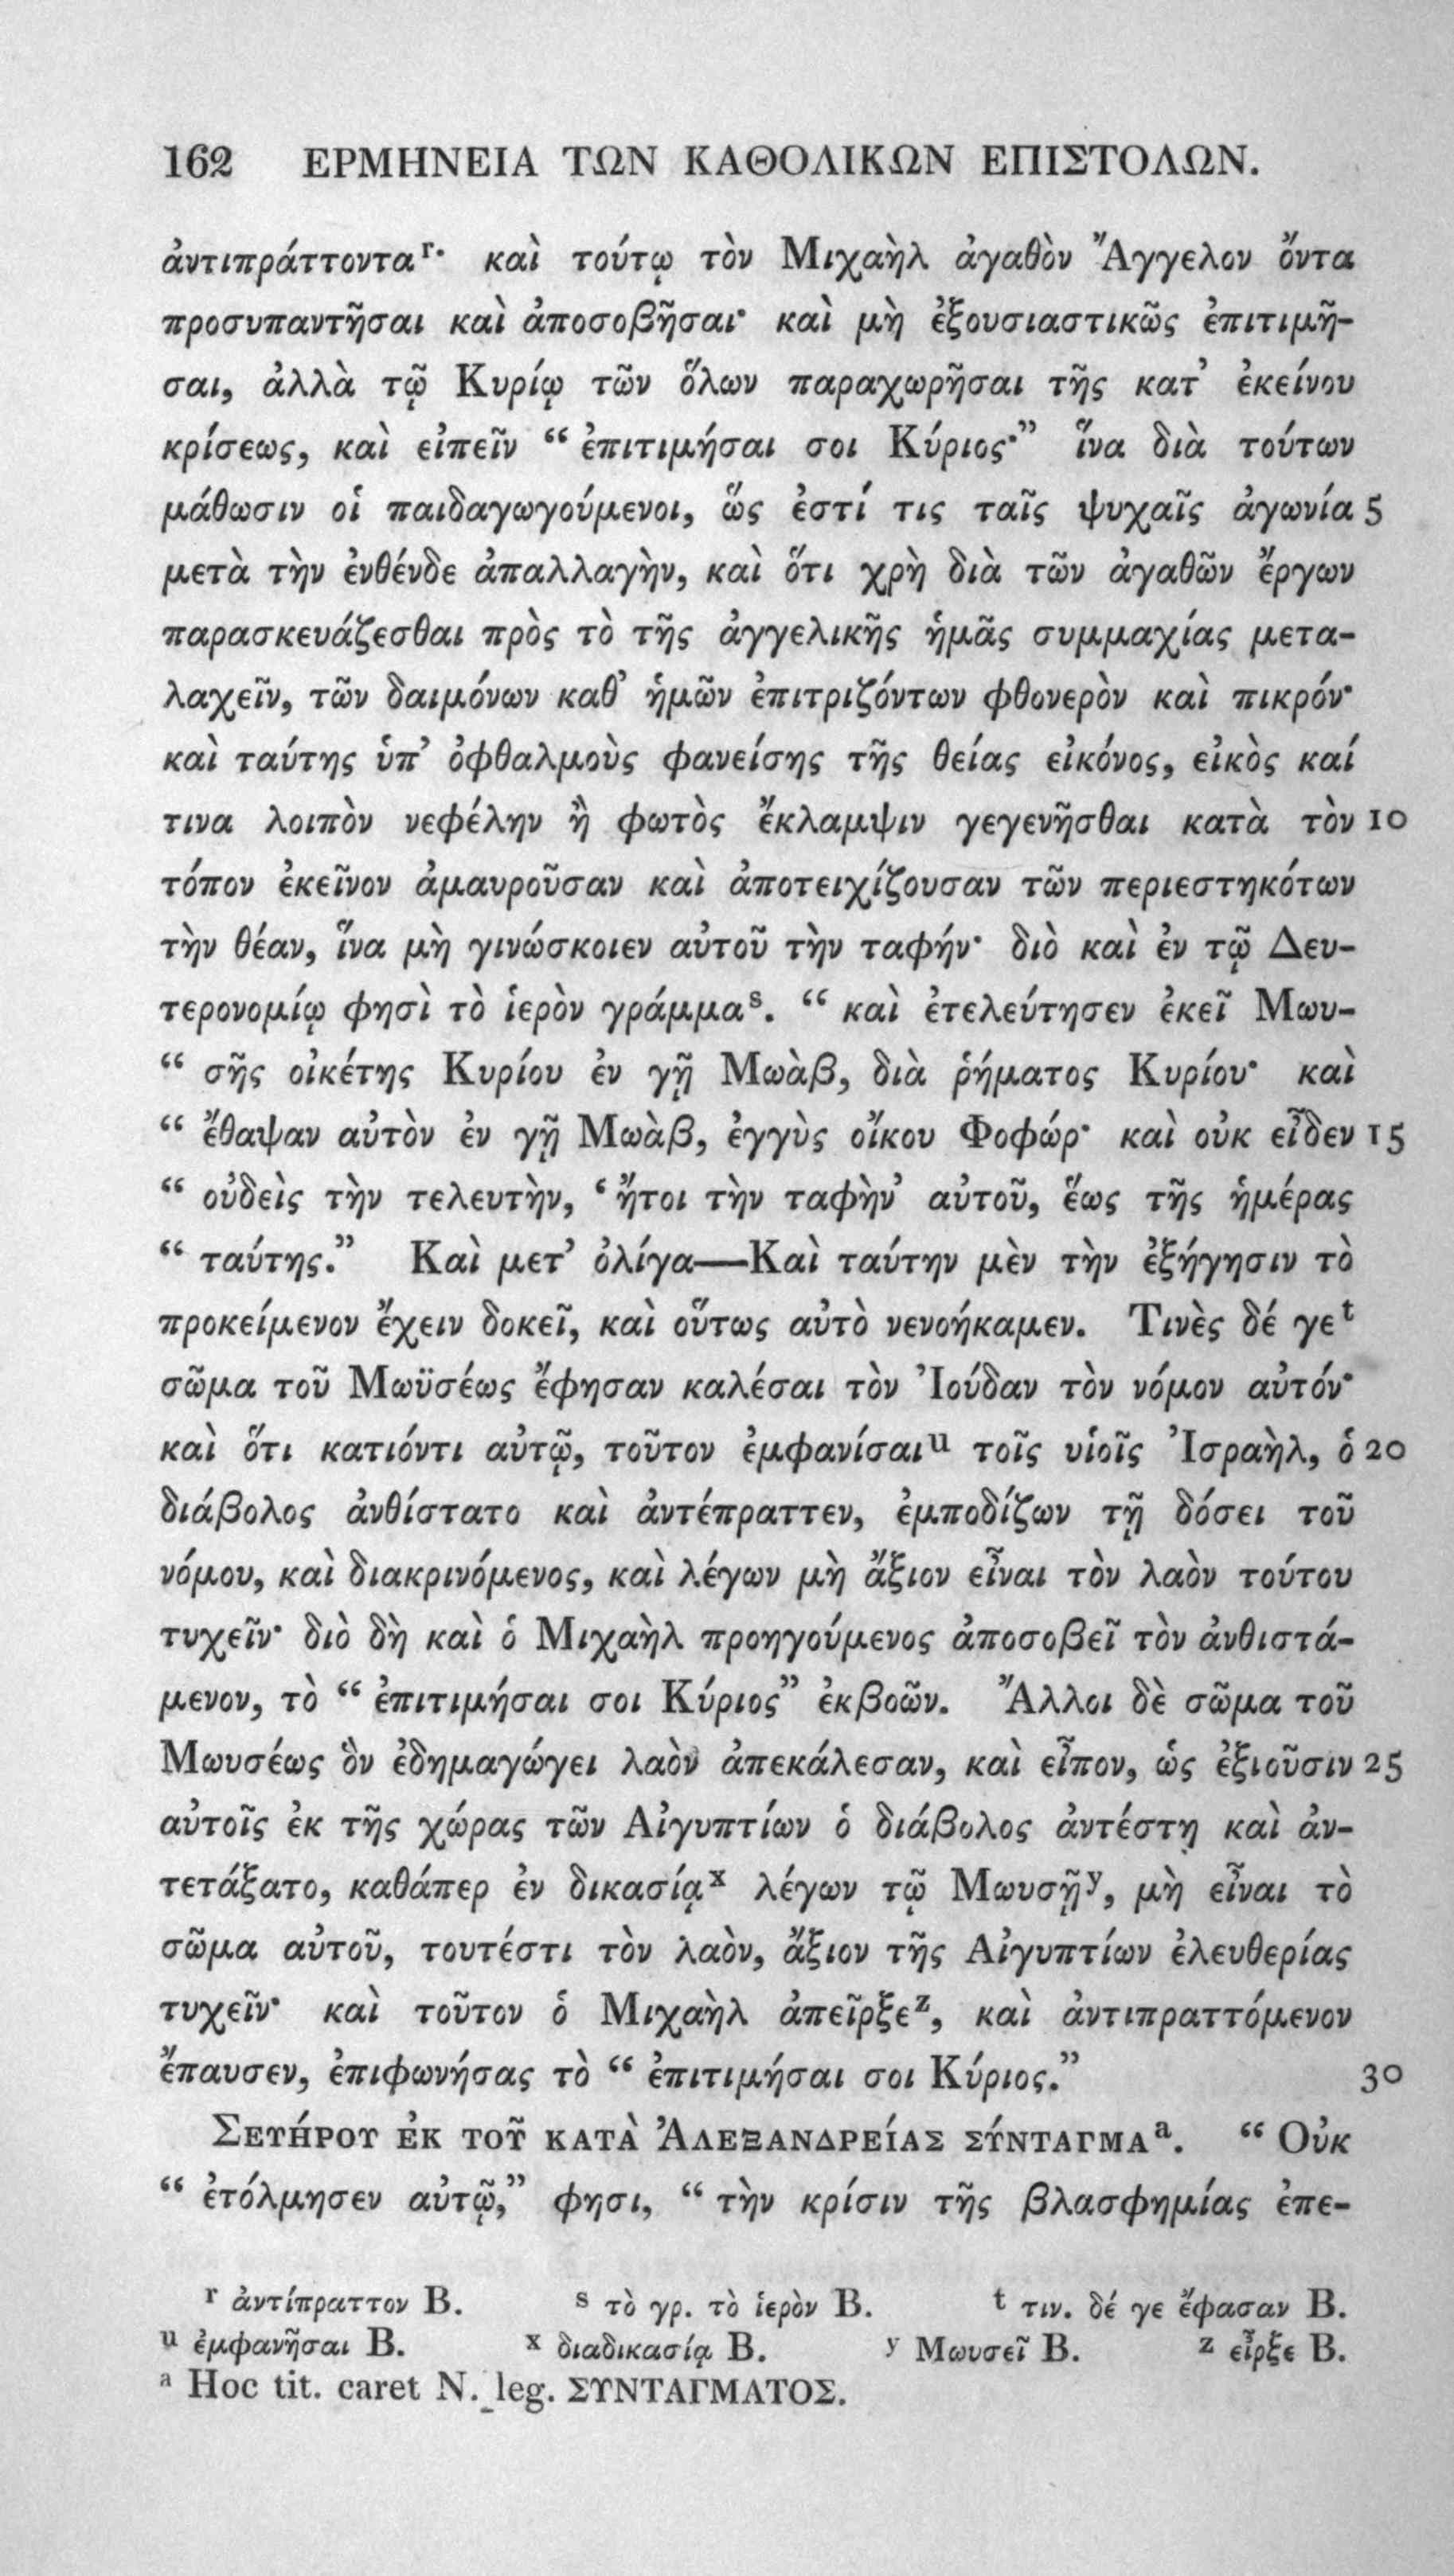 162 ΕΡΜΗΝΕΙΑ ΤΩΝ ΚΑΘΟΛΙΚΩΝ ΕΠΙΣΤΟΛΩΝ.
ἀντιπράττοντα r· καὶ τούτῳ τὸν Μιχαὴλ ἀγαθὸν Ἄγγελον ὄντα
προσυπαντῆσαι καὶ ἀποσοβῆσαι· καὶ μὴ ἐξουσιαστικῶς ἐπιτιμῆ-
σαι, ἀλλὰ τῷ Κυρίῳ τῶν ὅλων παραχωρῆσαι τῆς κατ’ ἐκείνου
κρίσεως, καὶ εἰπεῖν “ ἐπιτιμήσαι σοι Κύριος·” ἵνα διὰ τούτων
μάθωσιν οἱ παιδαγωγούμενοι, ὥς ἐστί τις ταῖς ψυχαῖς ἀγωνία 5
μετὰ τὴν ἐνθένδε ἀπαλλαγὴν, καὶ ὅτι χρὴ διὰ τῶν ἀγαθῶν ἔργων
παρασκευάζεσθαι πρὸς τὸ τῆς ἀγγελικῆς ἡμᾶς συμμαχίας μετα-
λαχεῖν, τῶν δαιμόνων καθ’ ἡμῶν ἐπιτριζόντων φθονερὸν καὶ πικρόν·
καὶ ταύτης ὑπ’ ὀφθαλμοὺς φανείσης τῆς θείας εἰκόνος, εἰκὸς καί
τινα λοιπὸν νεφέλην ἢ φωτὸς ἔκλαμψιν γεγενῆσθαι κατὰ τὸν 10
τόπον ἐκεῖνον ἀμαυροῦσαν καὶ ἀποτειχίζουσαν τῶν περιεστηκότων
τὴν θέαν, ἵνα μὴ γινώσκοιεν αὐτοῦ τὴν ταφήν· διὸ καὶ ἐν τῷ Δευ-
τερονομίῳ φησὶ τὸ ἱερὸν γράμμα s. “ καὶ ἐτελεύτησεν ἐκεῖ Μωυ-
“ σῆς οἰκέτης Κυρίου ἐν γῇ Μωὰβ, διὰ ῥήματος Κυρίου· καὶ
“ ἔθαψαν αὐτὸν ἐν γῇ Μωὰβ, ἐγγὺς οἴκου Φοφώρ· καὶ οὐκ εἶδεν 15
“ οὐδεὶς τὴν τελευτὴν, ‘ ἤτοι τὴν ταφὴν’ αὐτοῦ, ἕως τῆς ἡμέρας
“ ταύτης.” Καὶ μετ’ ὀλίγα—Καὶ ταύτην μὲν τὴν ἐξήγησιν τὸ
προκείμενον ἔχειν δοκεῖ, καὶ οὕτως αὐτὸ νενοήκαμεν. Τινὲς δέ γε t
σῶμα τοῦ Μωϋσέως ἔφησαν καλέσαι τὸν Ἰούδαν τὸν νόμον αὐτόν·
καὶ ὅτι κατιόντι αὐτῷ, τοῦτον ἐμφανίσαι u τοῖς υἱοῖς Ἰσραὴλ, ὁ 20
διάβολος ἀνθίστατο καὶ ἀντέπραττεν, ἐμποδίζων τῇ δόσει τοῦ
νόμου, καὶ διακρινόμενος, καὶ λέγων μὴ ἄξιον εἶναι τὸν λαὸν τούτου
τυχεῖν· διὸ δὴ καὶ ὁ Μιχαὴλ προηγούμενος ἀποσοβεῖ τὸν ἀνθιστά-
μενον, τὸ “ ἐπιτιμήσαι σοι Κύριος” ἐκβοῶν. Ἄλλοι δὲ σῶμα τοῦ
Μωυσέως ὃν ἐδημαγώγει λαὸν ἀπεκάλεσαν, καὶ εἶπον, ὡς ἐξιοῦσιν 25
αὐτοῖς ἐκ τῆς χώρας τῶν Αἰγυπτίων ὁ διάβολος ἀντέστη καὶ ἀν-
τετάξατο, καθάπερ ἐν δικασίᾳ x λέγων τῷ Μωυσῇ y, μὴ εἶναι τὸ
σῶμα αὐτοῦ, τουτέστι τὸν λαὸν, ἄξιον τῆς Αἰγυπτίων ἐλευθερίας
τυχεῖν· καὶ τοῦτον ὁ Μιχαὴλ ἀπεῖρξε z, καὶ ἀντιπραττόμενον
ἔπαυσεν, ἐπιφωνήσας τὸ “ ἐπιτιμήσαι σοι Κύριος.” 30
ΣΕΥΉΡΟΥ ἘΚ ΤΟΥ͂ ΚΑΤᾺ ἈΛΕΞΑΝΔΡΕΊΑΣ ΣΎΝΤΑΓΜΑ a. “ Οὐκ
“ ἐτόλμησεν αὐτῷ,” φησι, “ τὴν κρίσιν τῆς βλασφημίας ἐπε-
r ἀντίπραττον B. s τὸ γρ. τὸ ἱερὸν B. t τιν. δέ γε ἔφασαν B.
u ἐμφανῆσαι B. x διαδικασίᾳ B. y Μωυσεῖ B. z εἶρξε B.
a Hoc tit. caret N. leg. ΣΥΝΤΑΓΜΑΤΟΣ.